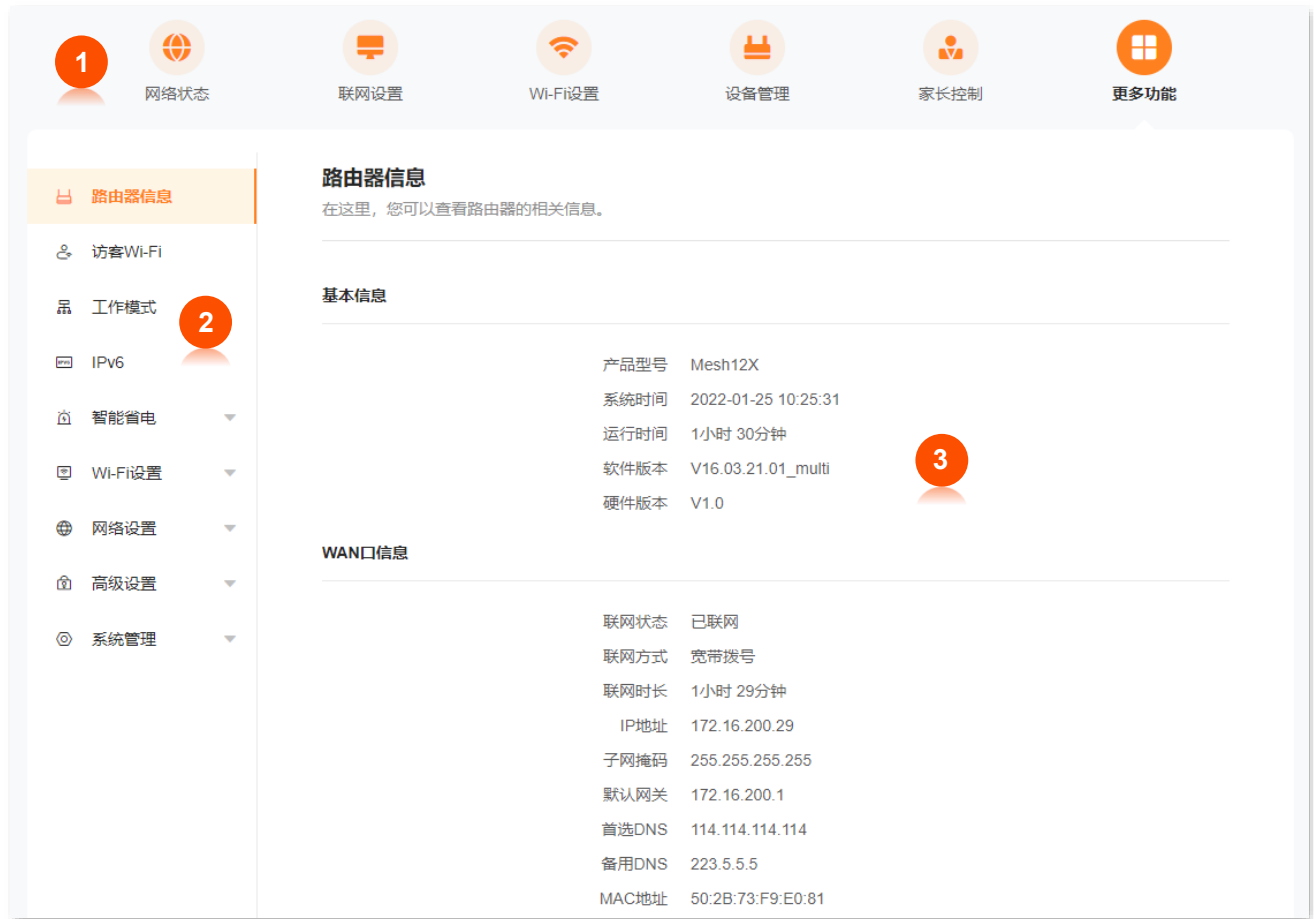 1
网络状态
联网设置
Wi-Fi设置
设备管理
家长控制
更多功能
路由器信息
访客Wi-Fi
工作模式
2
IPv6
智能省电
Wi-Fi设置
网络设置
高级设置
系统管理
路由器信息
在这里，您可以查看路由器的相关信息。
基本信息
产品型号 Mesh12X
系统时间 2022-01-25 10:25:31
运行时间 1小时 30分钟
软件版本 V16.03.21.01_multi
3
硬件版本 V1.0
WAN口信息
联网状态 已联网
联网方式 宽带拨号
联网时长 1小时 29分钟
IP地址 172.16.200.29
子网掩码 255.255.255.255
默认网关 172.16.200.1
首选DNS 114.114.114.114
备用DNS 223.5.5.5
MAC地址 50:2B:73:F9:E0:81